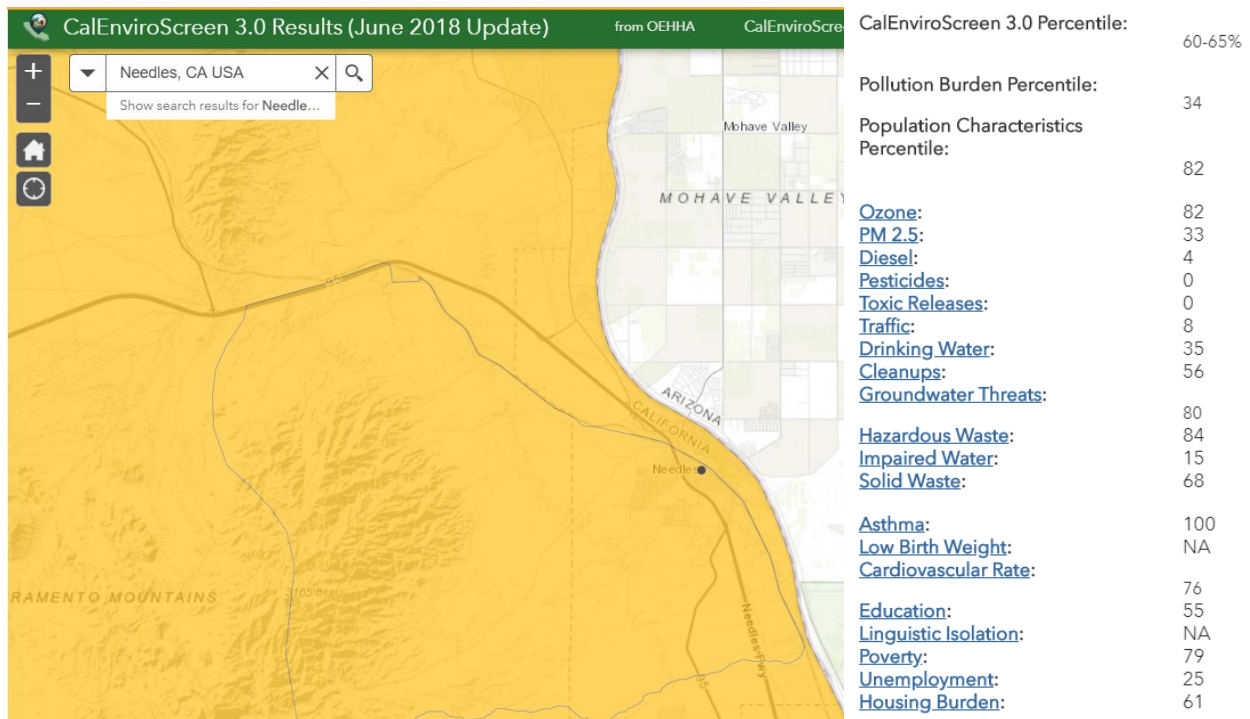 CalEnviroScreen 3.0 Results (June 2018 Update)
from OEHHA
CalEnviroScre
+
Needles, CA USA
Show search results for Needle...
−
Mohave Valley
MOHAVE VALLEY
95
ARIZONA
CALIFORNIA
Needles
RAMENTO MOUNTAINS
3165 ft
Needles Fwy
95
CalEnviroScreen 3.0 Percentile:
60-65%
Pollution Burden Percentile:
34
Population Characteristics
Percentile:
82
Ozone: 82
PM 2.5: 33
Diesel: 4
Pesticides: 0
Toxic Releases: 0
Traffic: 8
Drinking Water: 35
Cleanups: 56
Groundwater Threats:
80
Hazardous Waste: 84
Impaired Water: 15
Solid Waste: 68
Asthma: 100
Low Birth Weight: NA
Cardiovascular Rate:
76
Education: 55
Linguistic Isolation: NA
Poverty: 79
Unemployment: 25
Housing Burden: 61